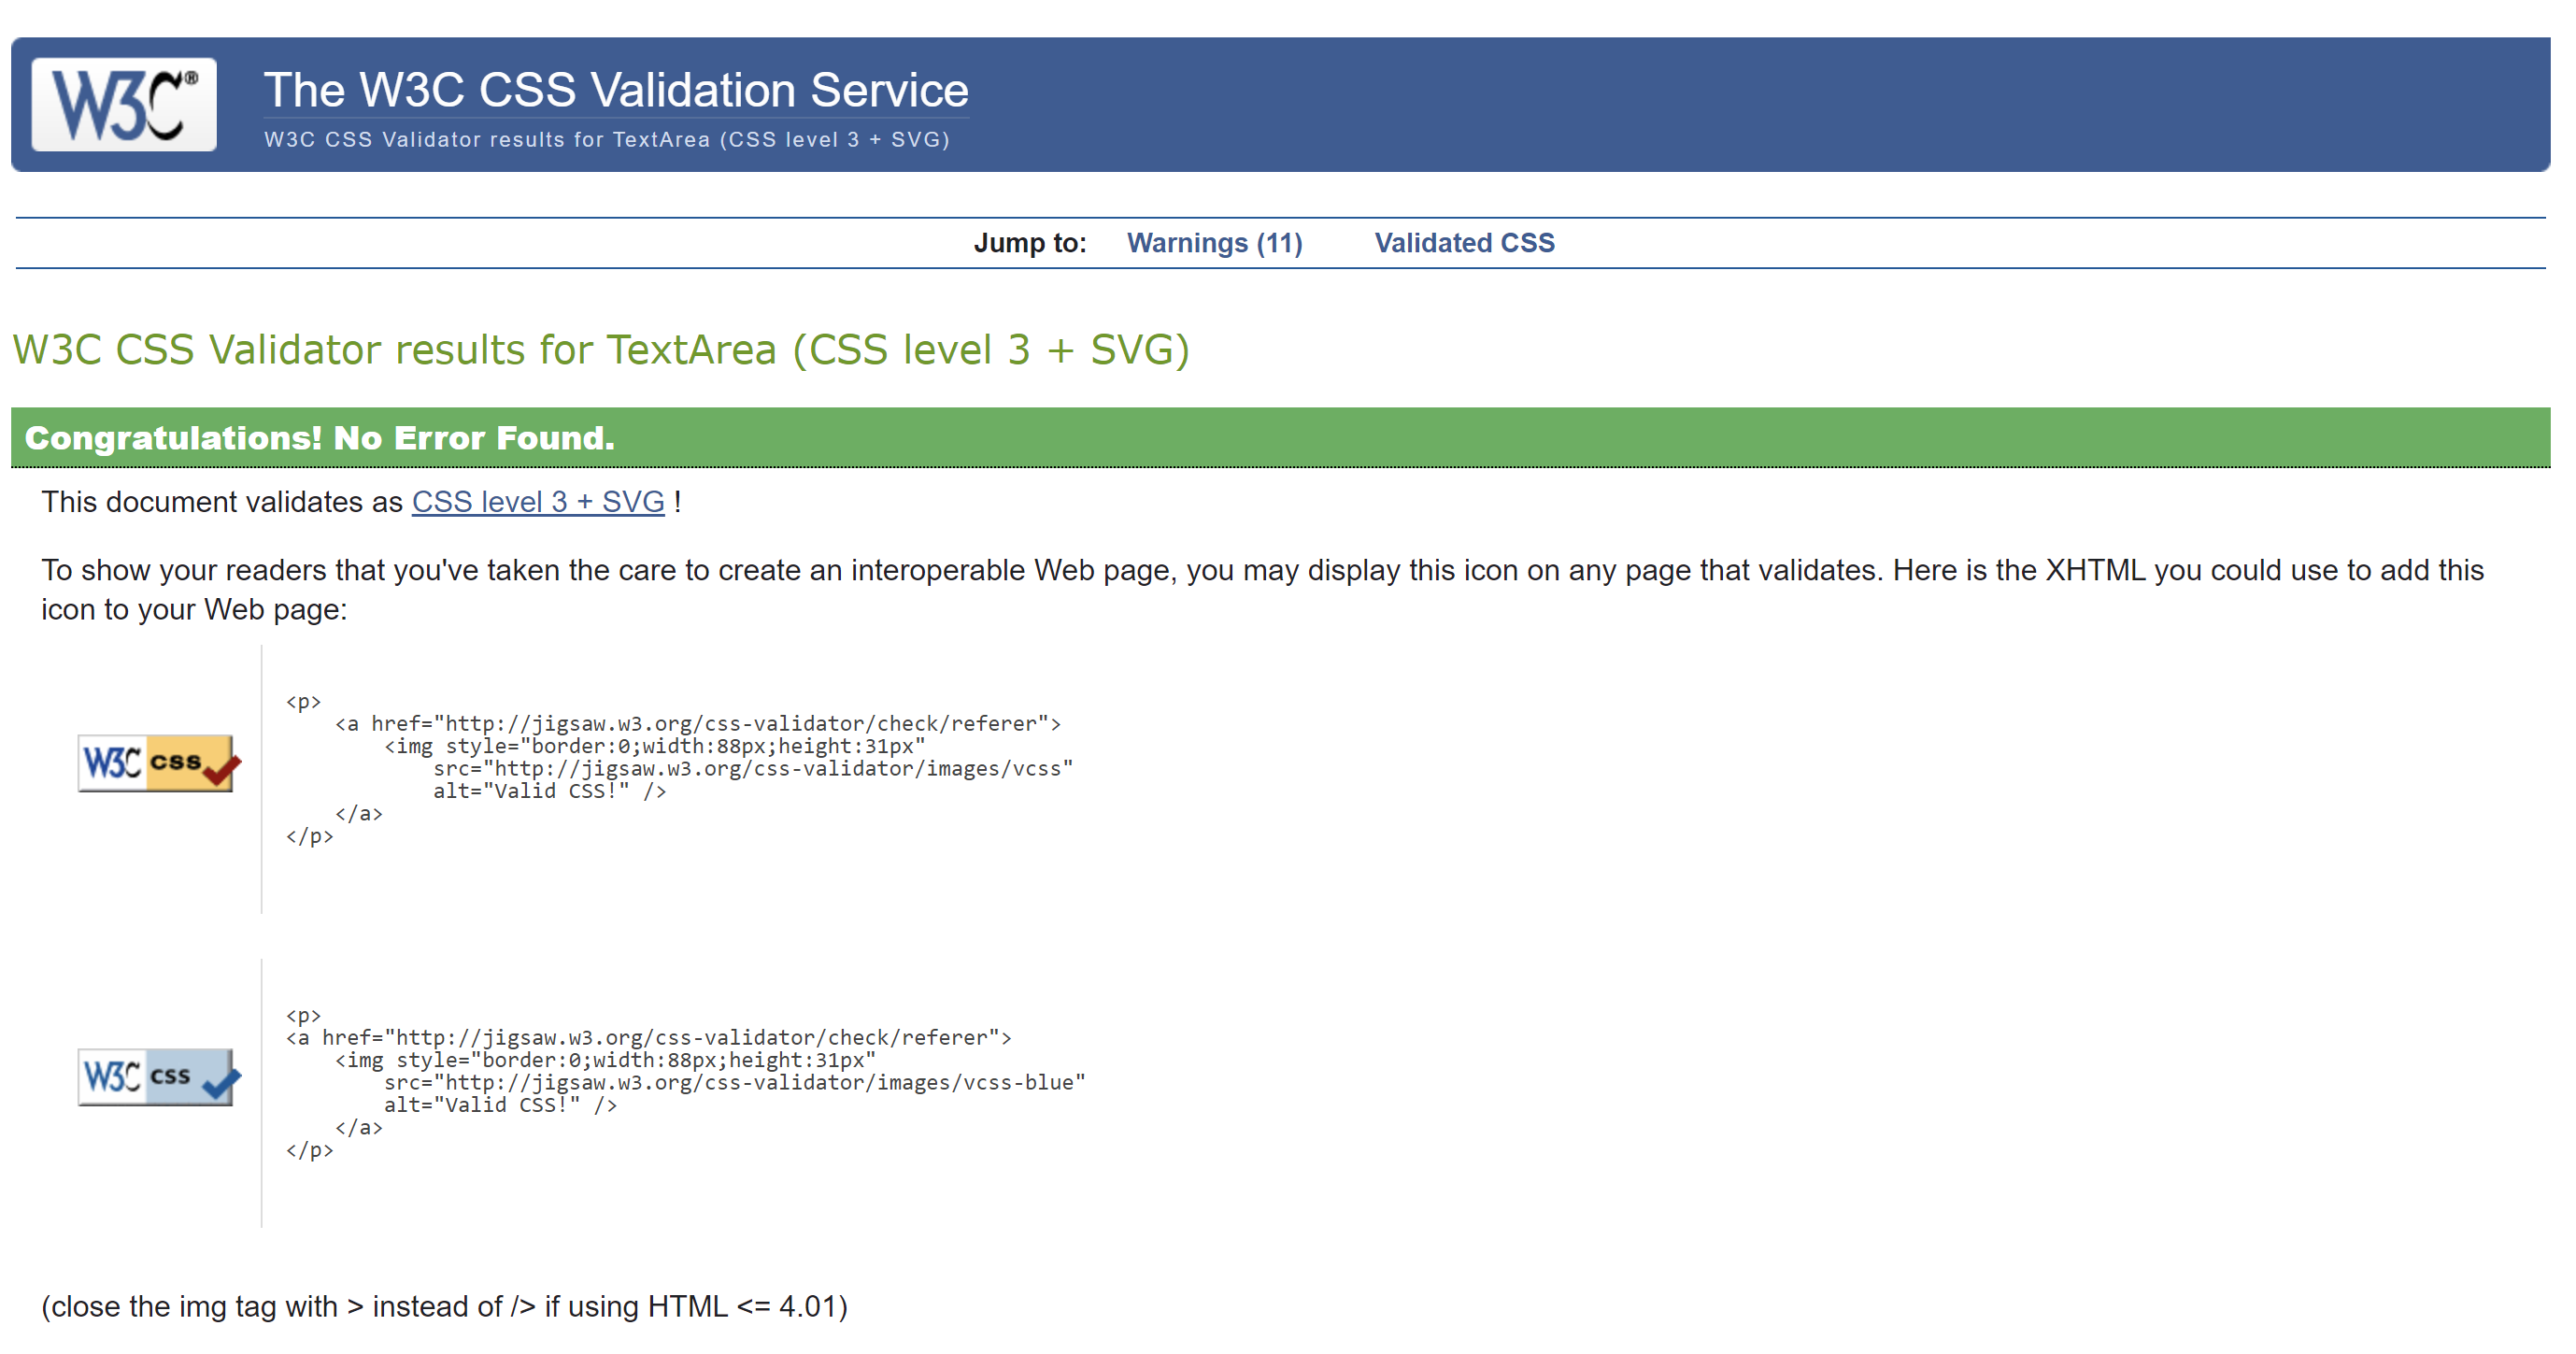 W3C®
The W3C CSS Validation Service
W3C CSS Validator results for TextArea (CSS level 3 + SVG)
Jump to: Warnings (11) Validated CSS
W3C CSS Validator results for TextArea (CSS level 3 + SVG)
Congratulations! No Error Found.
This document validates as CSS level 3 + SVG !
To show your readers that you've taken the care to create an interoperable Web page, you may display this icon on any page that validates. Here is the XHTML you could use to add this
icon to your Web page:
W3C css
<p>
    <a href="http://jigsaw.w3.org/css-validator/check/referer">
        <img style="border:0;width:88px;height:31px"
            src="http://jigsaw.w3.org/css-validator/images/vcss"
            alt="Valid CSS!" />
    </a>
</p>
W3C css
<p>
<a href="http://jigsaw.w3.org/css-validator/check/referer">
    <img style="border:0;width:88px;height:31px"
        src="http://jigsaw.w3.org/css-validator/images/vcss-blue"
        alt="Valid CSS!" />
    </a>
</p>
(close the img tag with > instead of /> if using HTML <= 4.01)